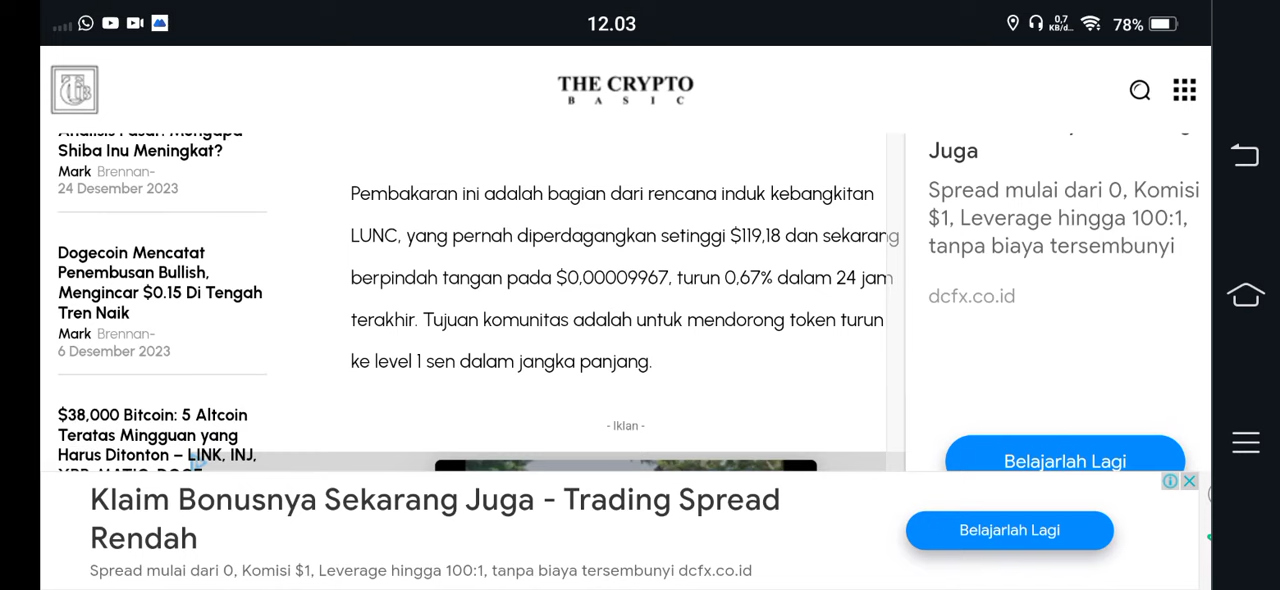 12.03
0,7
KB/d...
78%
THE CRYPTO
BASIC
Shiba Inu Meningkat?
Mark Brennan-
24 Desember 2023
Dogecoin Mencatat
Penembusan Bullish,
Mengincar $0.15 Di Tengah
Tren Naik
Mark Brennan-
6 Desember 2023
$38,000 Bitcoin: 5 Altcoin
Teratas Mingguan yang
Harus Ditonton – LINK, INJ,
Pembakaran ini adalah bagian dari rencana induk kebangkitan
LUNC, yang pernah diperdagangkan setinggi $119,18 dan sekarang
berpindah tangan pada $0,00009967, turun 0,67% dalam 24 jam
terakhir. Tujuan komunitas adalah untuk mendorong token turun
ke level 1 sen dalam jangka panjang.
- Iklan -
Juga
Spread mulai dari 0, Komisi
$1, Leverage hingga 100:1,
tanpa biaya tersembunyi
dcfx.co.id
Belajarlah Lagi
Klaim Bonusnya Sekarang Juga - Trading Spread
Rendah
Spread mulai dari 0, Komisi $1, Leverage hingga 100:1, tanpa biaya tersembunyi dcfx.co.id
Belajarlah Lagi